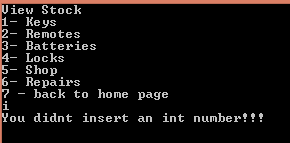 View Stock
1- Keys
2- Remotes
3- Batteries
4- Locks
5- Shop
6- Repairs
7 - back to home page
i
You didnt insert an int number!!!